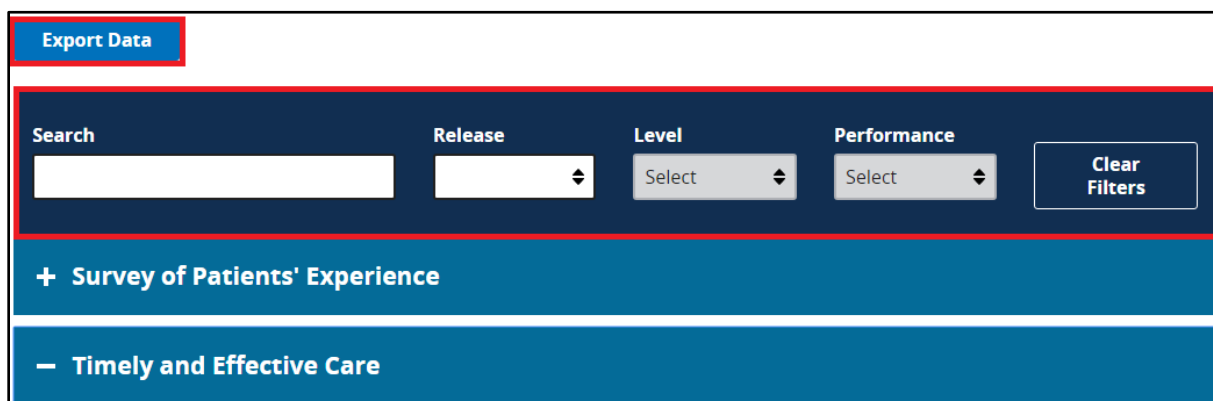 Export Data
Search
Release
Level
Performance
Select
Select
Clear
Filters
+ Survey of Patients' Experience
− Timely and Effective Care